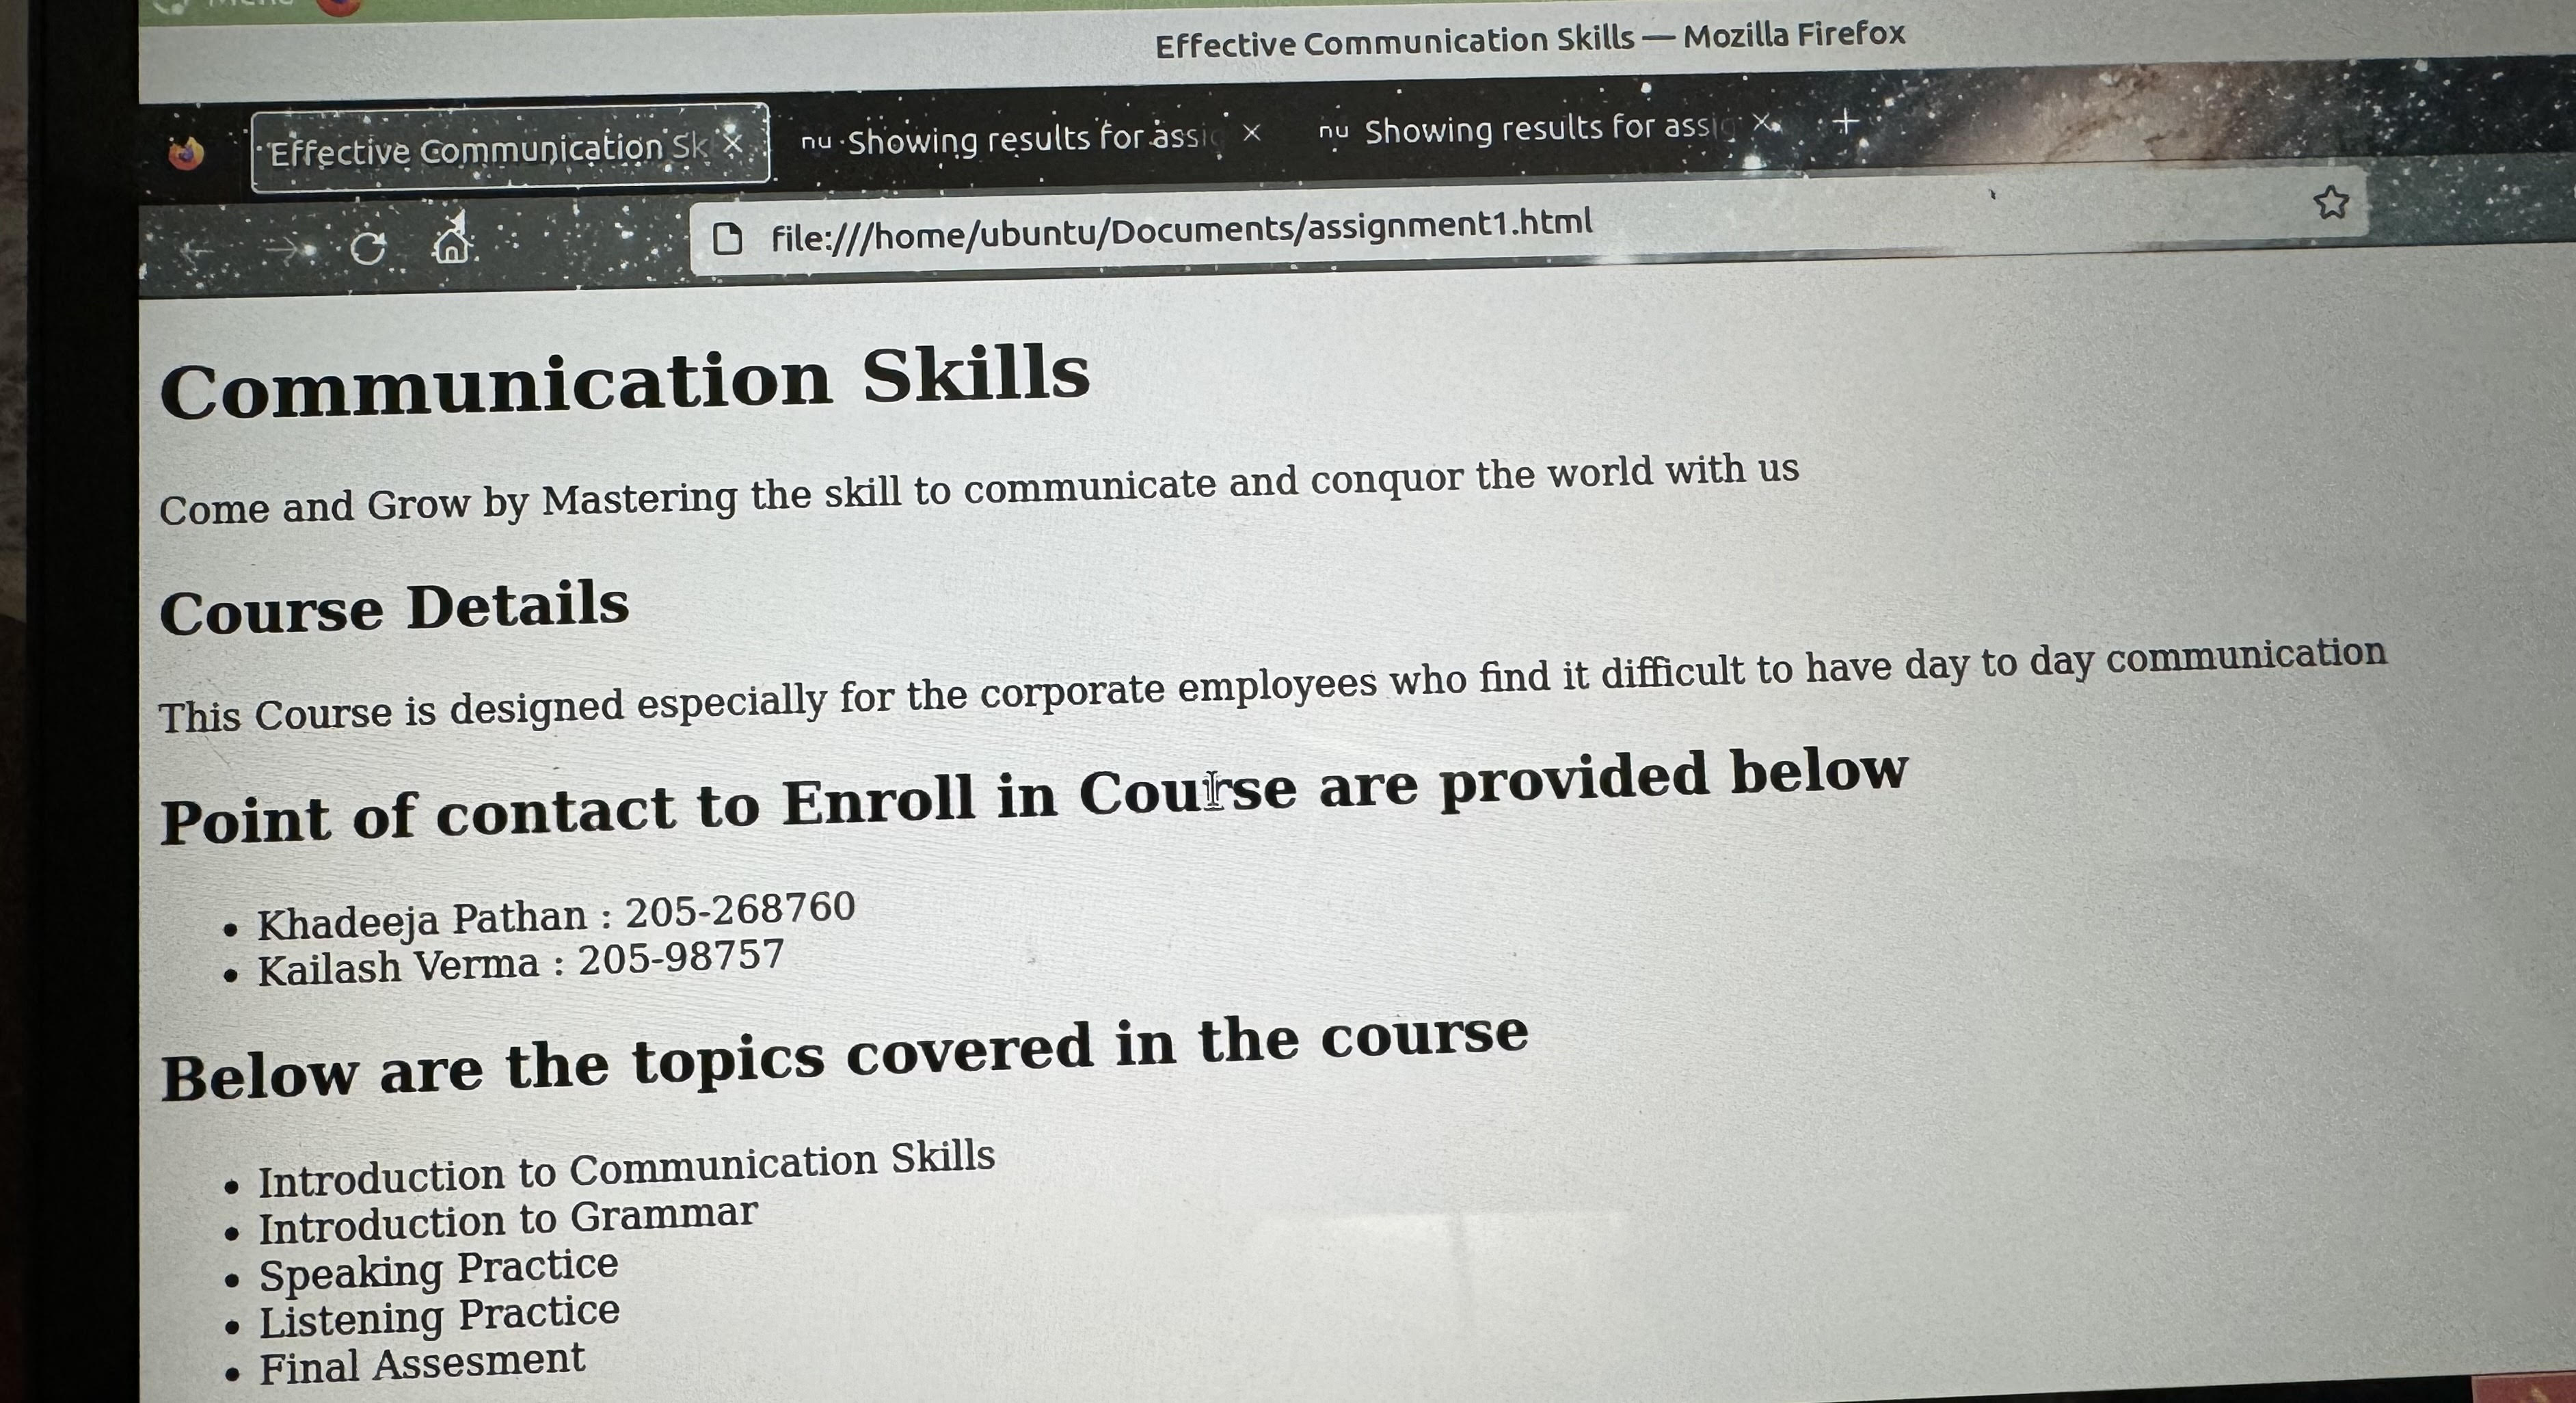 Effective Communication Skills — Mozilla Firefox
Effective Communication Sk
nu Showing results for assig
nu Showing results for assig
file:///home/ubuntu/Documents/assignment1.html
Communication Skills
Come and Grow by Mastering the skill to communicate and conquor the world with us
Course Details
This Course is designed especially for the corporate employees who find it difficult to have day to day communication
Point of contact to Enroll in Course are provided below
• Khadeeja Pathan : 205-268760
• Kailash Verma : 205-98757
Below are the topics covered in the course
• Introduction to Communication Skills
• Introduction to Grammar
• Speaking Practice
• Listening Practice
• Final Assesment